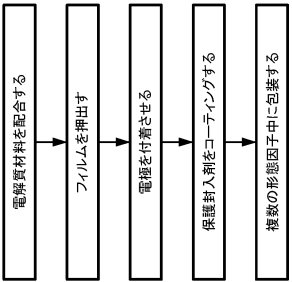 電解質材料を配合する
フィルムを押出す
電極を付着させる
保護封入剤をコーティングする
複数の形態因子中に包装する